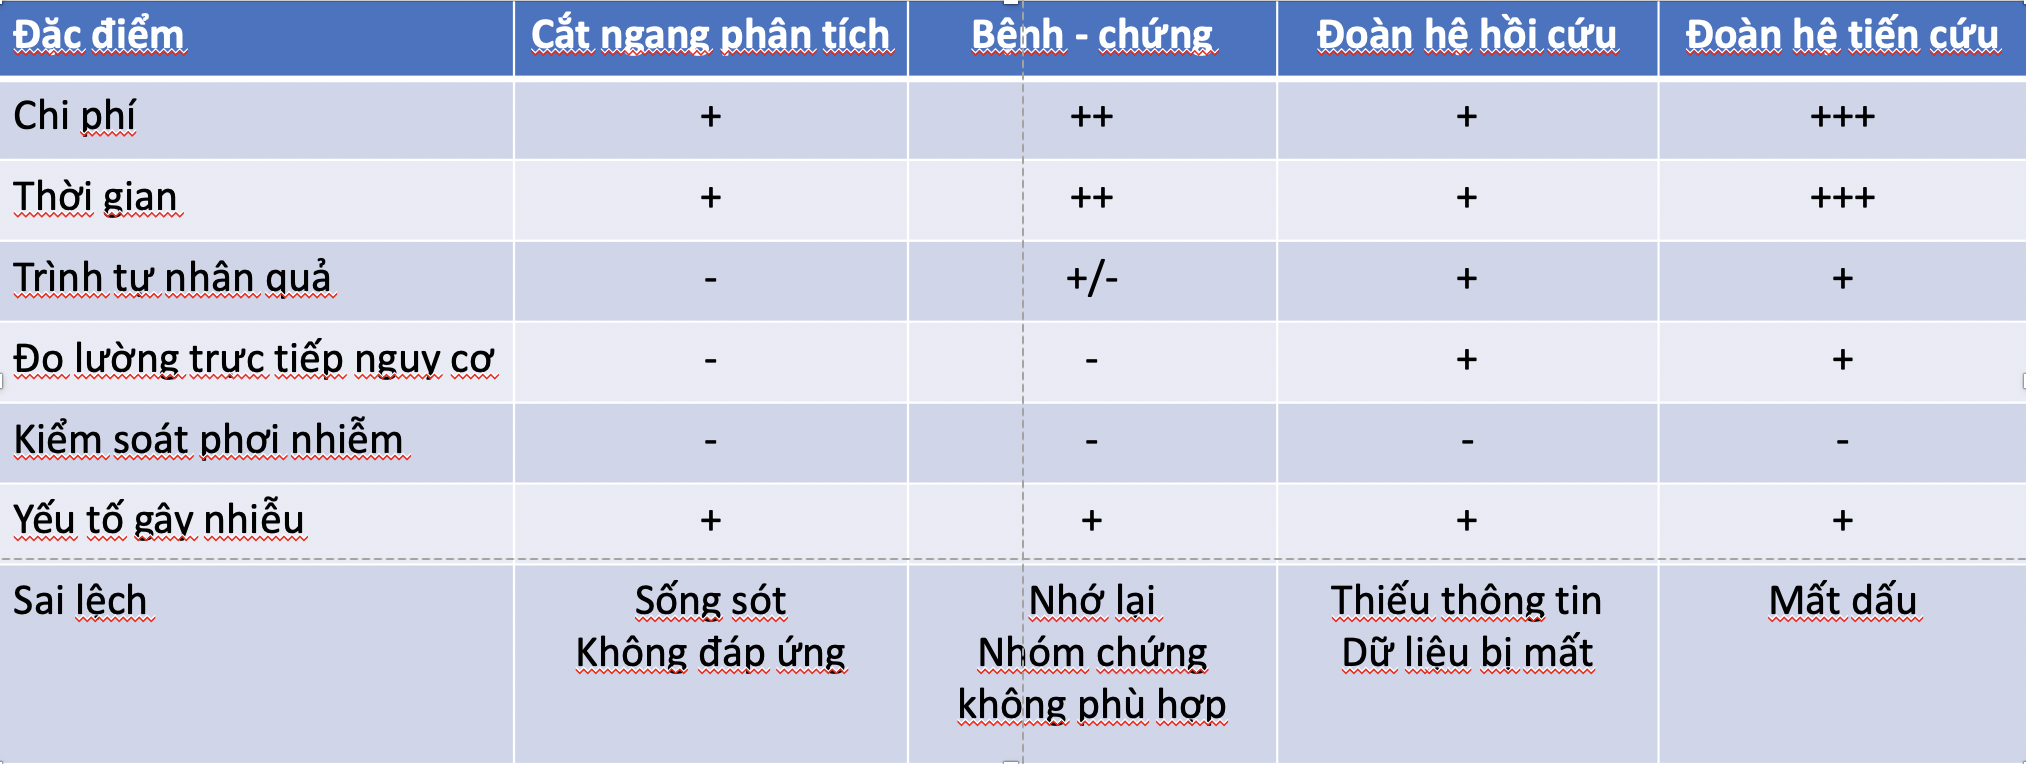 Đặc điểm Cắt ngang phân tích Bệnh - chứng Đoàn hệ hồi cứu Đoàn hệ tiến cứu
Chi phí + ++ + +++
Thời gian + ++ + +++
Trình tự nhân quả - +/- + +
Đo lường trực tiếp nguy cơ - - + +
Kiểm soát phơi nhiễm - - - -
Yếu tố gây nhiễu + + + +
Sai lệch Sống sót Nhớ lại Thiếu thông tin Mất dấu
Không đáp ứng Nhóm chứng Dữ liệu bị mất
không phù hợp